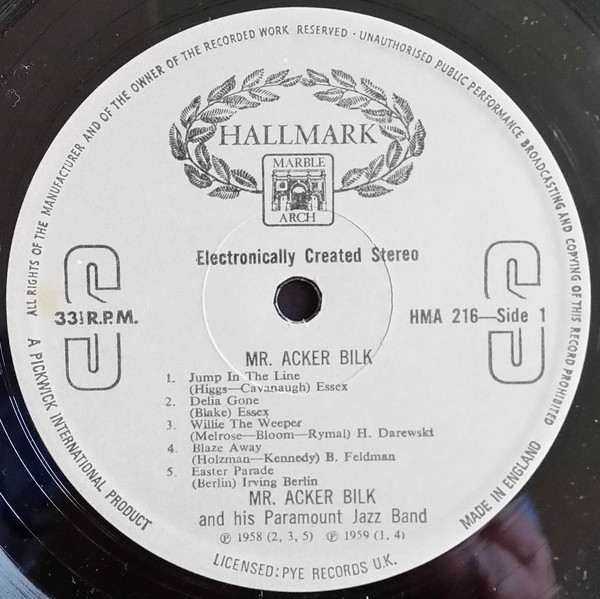 ALL RIGHTS OF THE MANUFACTURER AND OF THE OWNER OF THE RECORDED WORK RESERVED · UNAUTHORISED PUBLIC PERFORMANCE BROADCASTING AND COPYING OF THIS RECORD PROHIBITED
HALLMARK
MARBLE
ARCH
Electronically Created Stereo
33⅓ R.P.M.
HMA 216—Side 1
MR. ACKER BILK
1. Jump In The Line
(Higgs—Cavanaugh) Essex
2. Delia Gone
(Blake) Essex
3. Willie The Weeper
(Melrose—Bloom—Rymal) H. Darewski
4. Blaze Away
(Holzman—Kennedy) B. Feldman
5. Easter Parade
(Berlin) Irving Berlin
MR. ACKER BILK
and his Paramount Jazz Band
℗ 1958 (2, 3, 5) ℗ 1959 (1, 4)
A PICKWICK INTERNATIONAL PRODUCT
LICENSED: PYE RECORDS U.K.
MADE IN ENGLAND